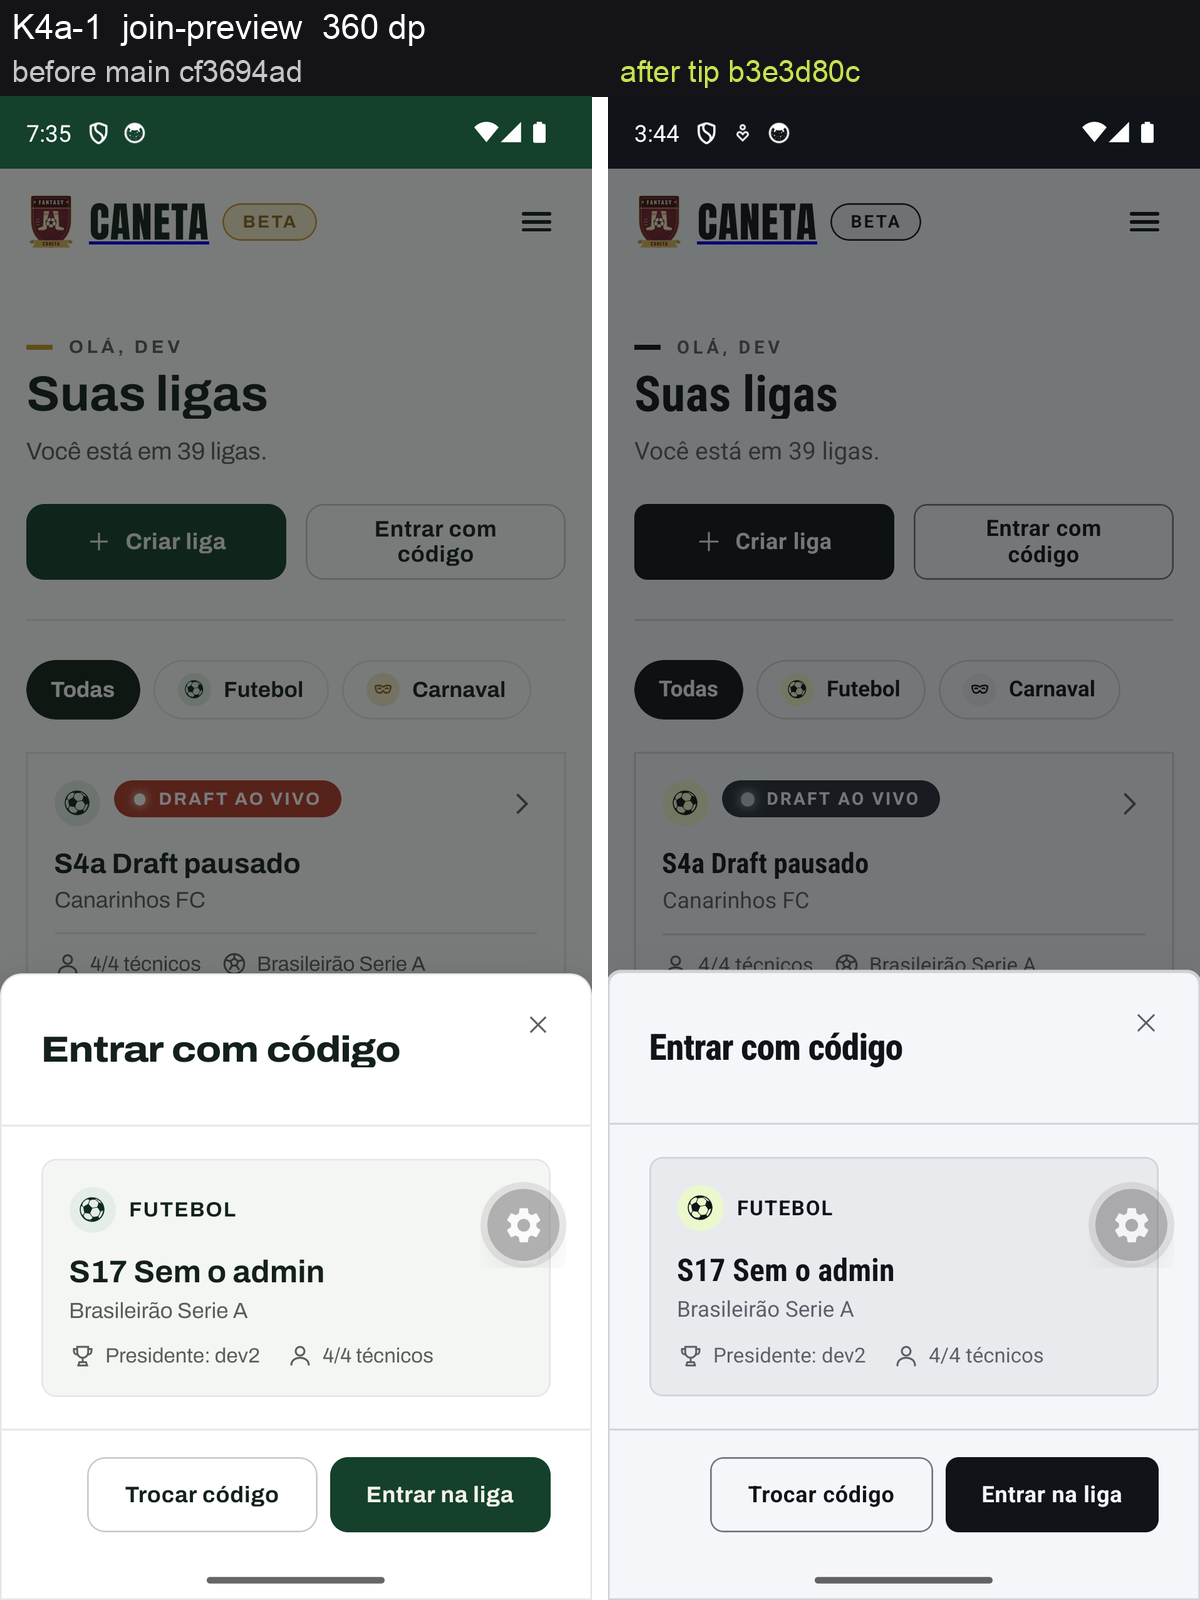 K4a-1 join-preview 360 dp
before main cf3694ad
after tip b3e3d80c
7:35
FANTASY
CANETA
CANETA
BETA
OLÁ, DEV
Suas ligas
Você está em 39 ligas.
Criar liga
Entrar com
código
Todas
Futebol
Carnaval
DRAFT AO VIVO
S4a Draft pausado
Canarinhos FC
4/4 técnicos
Brasileirão Serie A
Entrar com código
FUTEBOL
S17 Sem o admin
Brasileirão Serie A
Presidente: dev2
4/4 técnicos
Trocar código
Entrar na liga
3:44
FANTASY
CANETA
CANETA
BETA
OLÁ, DEV
Suas ligas
Você está em 39 ligas.
Criar liga
Entrar com
código
Todas
Futebol
Carnaval
DRAFT AO VIVO
S4a Draft pausado
Canarinhos FC
4/4 técnicos
Brasileirão Serie A
Entrar com código
FUTEBOL
S17 Sem o admin
Brasileirão Serie A
Presidente: dev2
4/4 técnicos
Trocar código
Entrar na liga